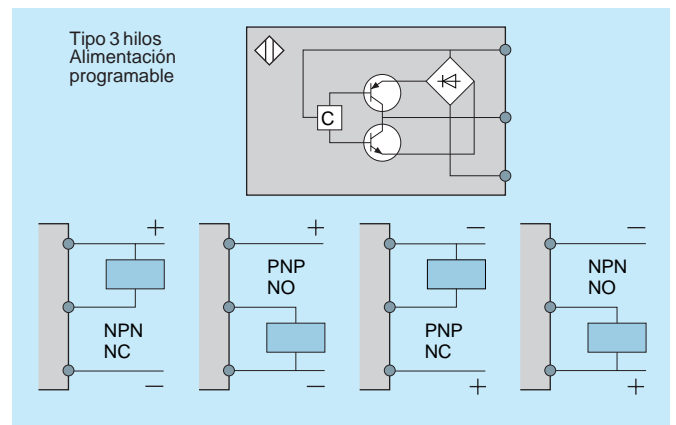 Tipo 3 hilos
Alimentación
programable
C
+
NPN
NC
–
+
PNP
NO
–
–
PNP
NC
+
–
NPN
NO
+